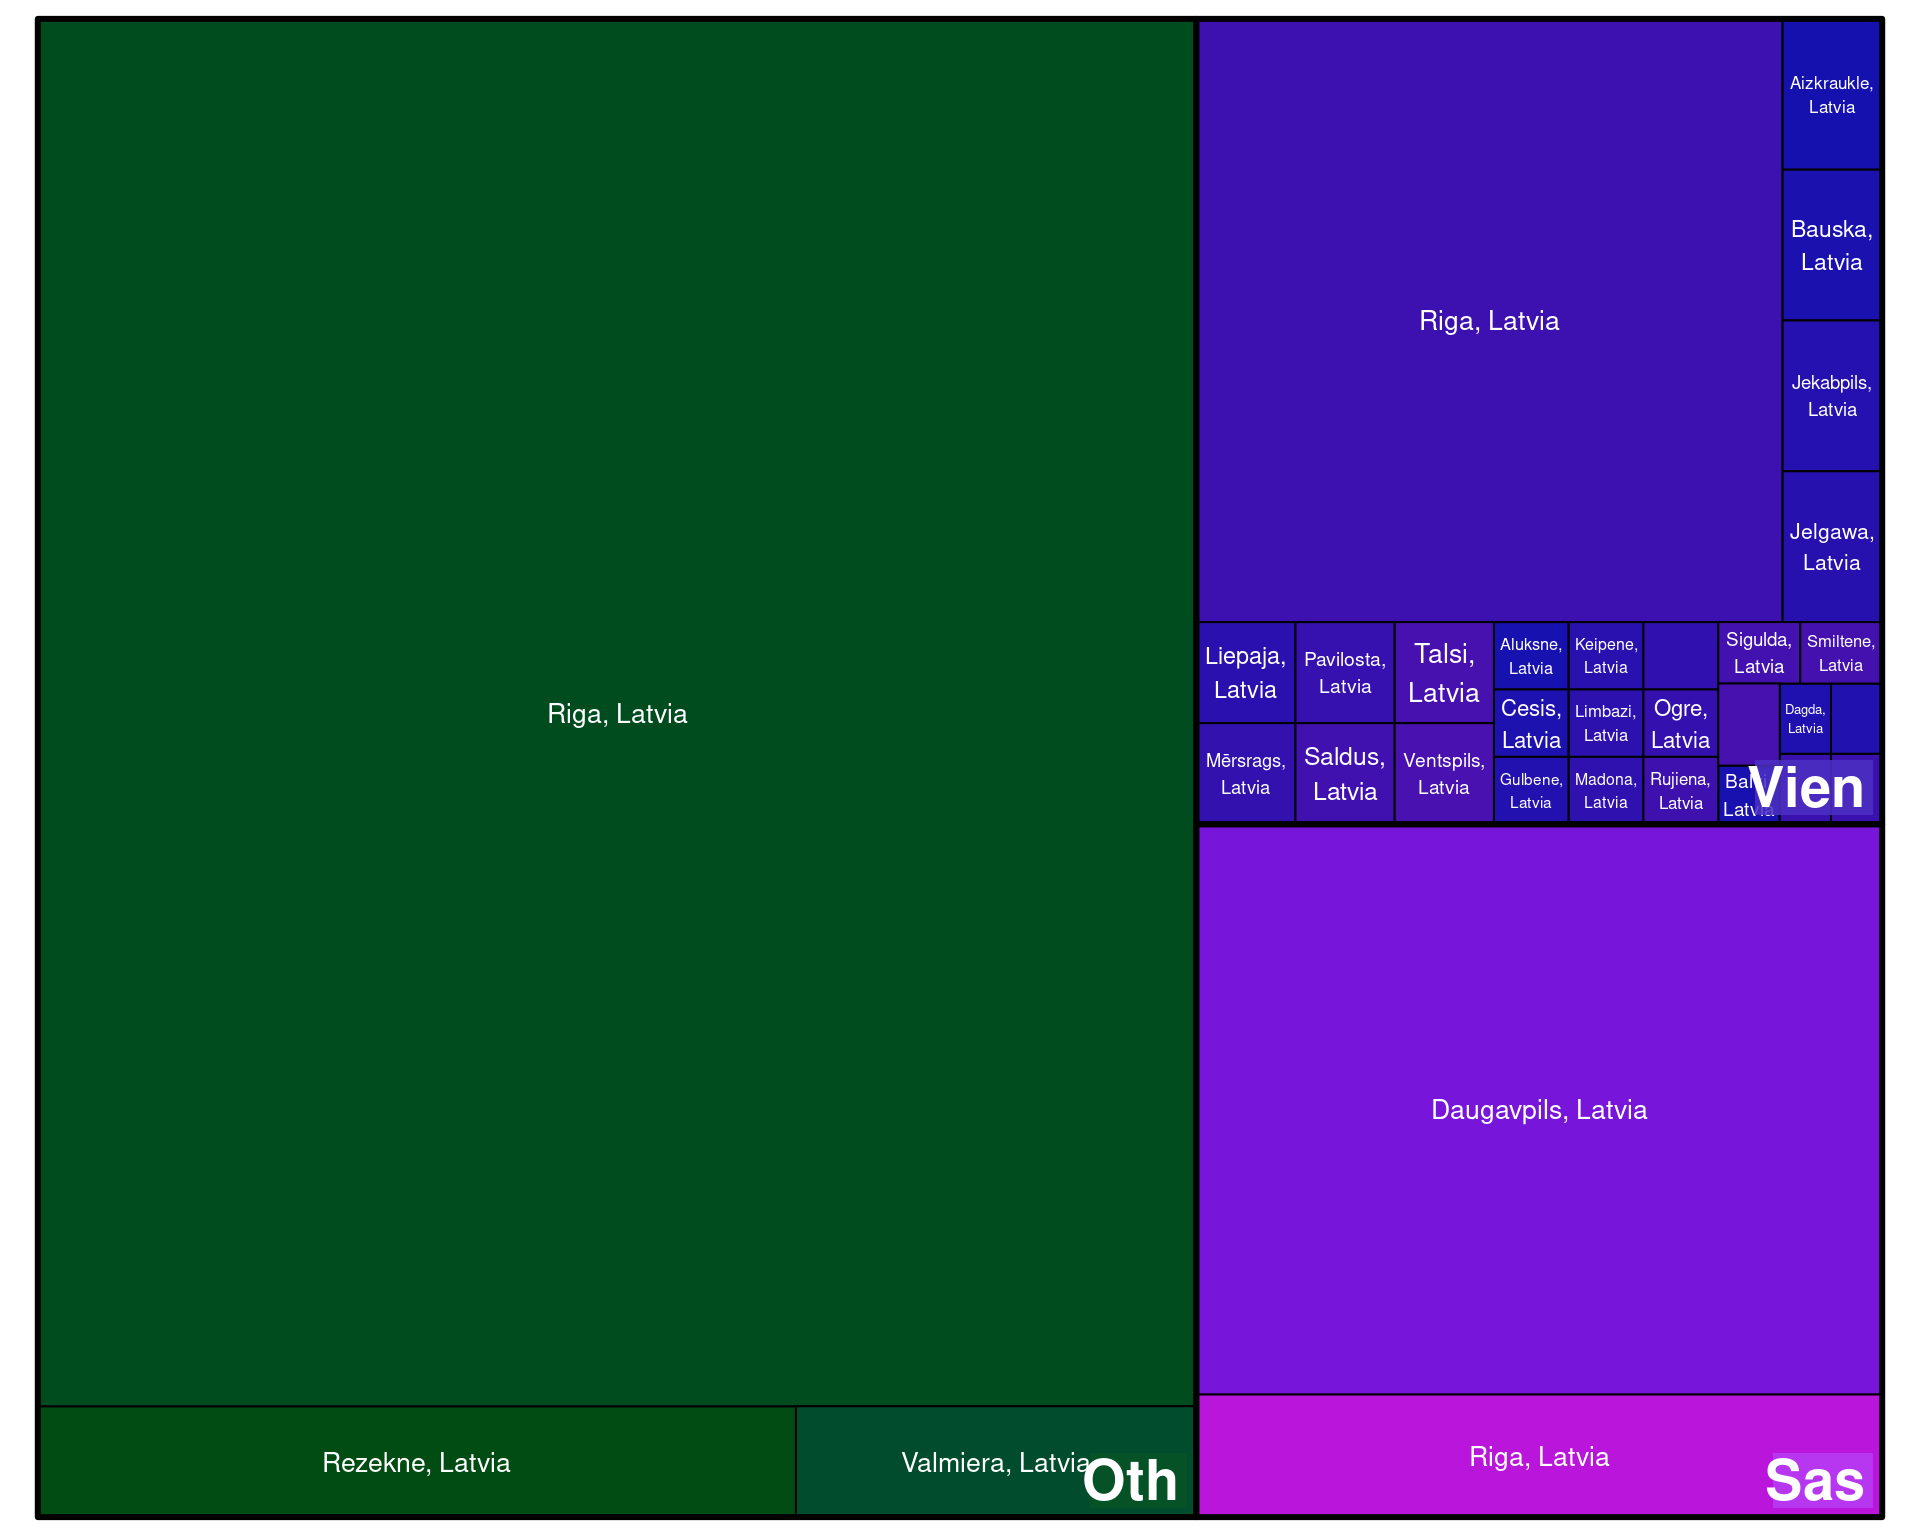 Riga, Latvia
Rezekne, Latvia
Valmiera, Latvia
Oth
Riga, Latvia
Aizkraukle,
Latvia
Bauska,
Latvia
Jekabpils,
Latvia
Jelgawa,
Latvia
Liepaja,
Latvia
Mērsrags,
Latvia
Pavilosta,
Latvia
Saldus,
Latvia
Talsi,
Latvia
Ventspils,
Latvia
Aluksne,
Latvia
Cesis,
Latvia
Gulbene,
Latvia
Keipene,
Latvia
Limbazi,
Latvia
Madona,
Latvia
Ogre,
Latvia
Rujiena,
Latvia
Sigulda,
Latvia
Smiltene,
Latvia
Dagda,
Latvia
Latvia
Vien
Daugavpils, Latvia
Riga, Latvia
Sas